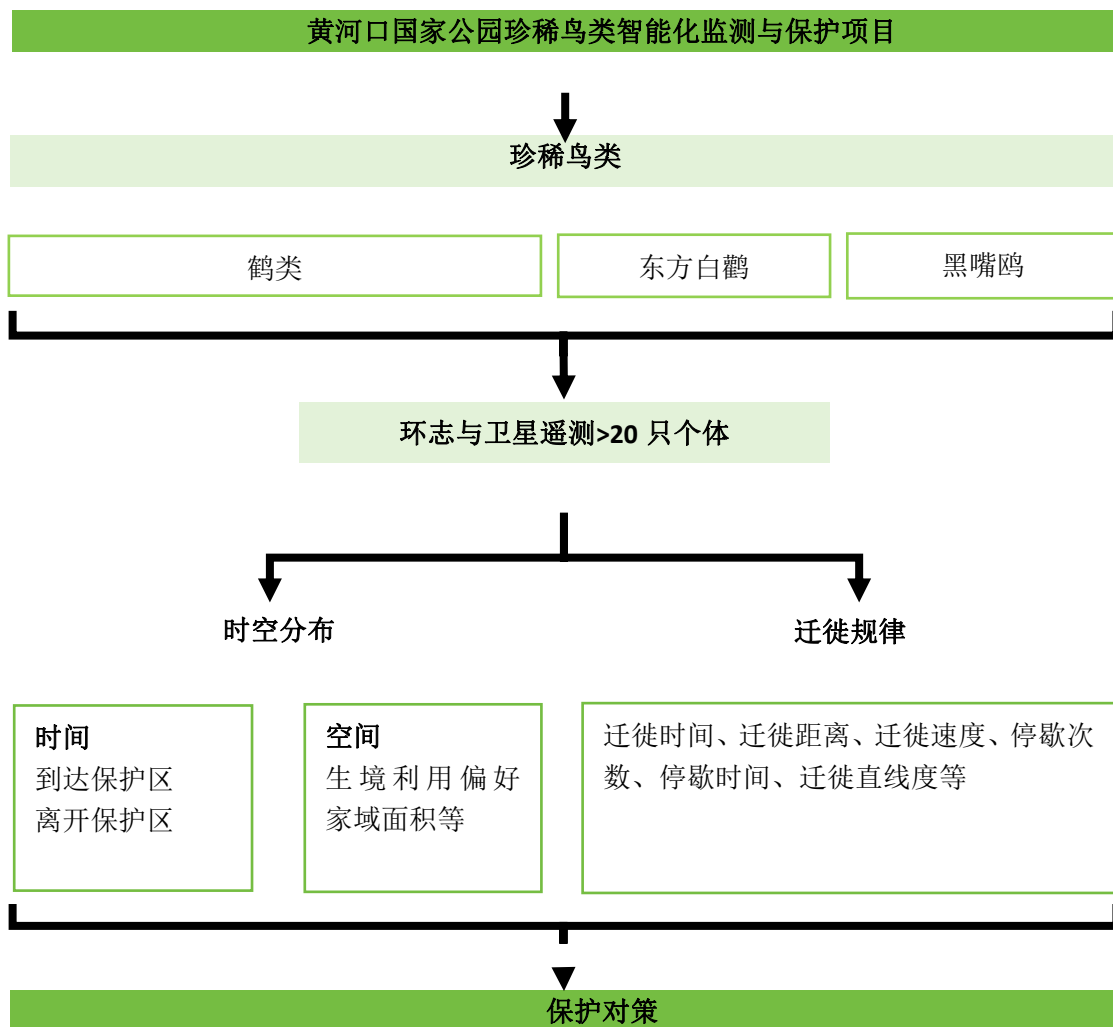 黄河口国家公园珍稀鸟类智能化监测与保护项目
珍稀鸟类
鹤类
东方白鹳
黑嘴鸥
环志与卫星遥测>20 只个体
时空分布
迁徙规律
时间
到达保护区
离开保护区
空间
生境利用偏好
家域面积等
迁徙时间、迁徙距离、迁徙速度、停歇次
数、停歇时间、迁徙直线度等
保护对策